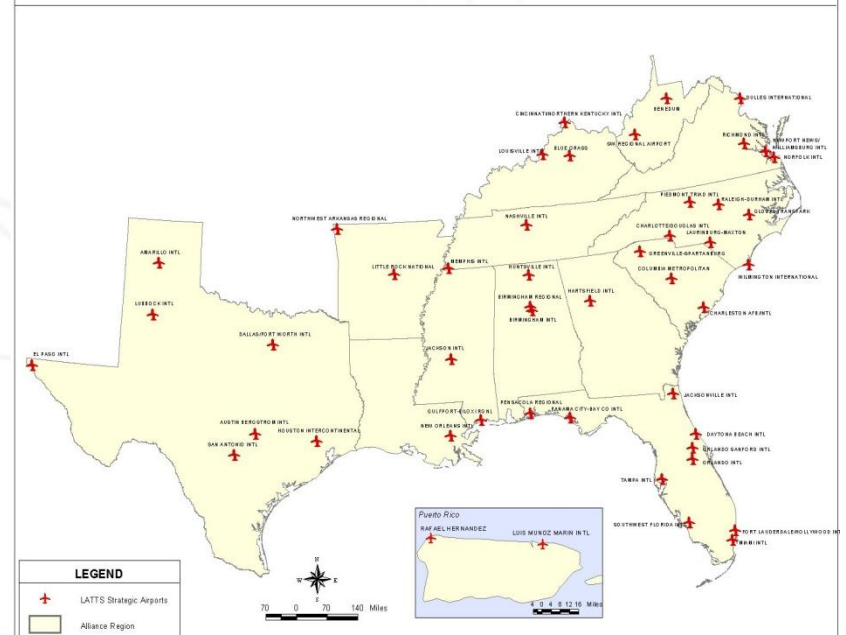 BENEDUM
DULLES INTERNATIONAL
CINCINNATI/NORTHERN KENTUCKY INTL
RICHMOND INTL
NEWPORT NEWS/
WILLIAMSBURG INTL
NORFOLK INTL
REGIONAL AIRPORT
LOUISVILLE INTL
BLUE GRASS
PIEDMONT TRIAD INTL
RALEIGH-DURHAM INTL
NORTHWEST ARKANSAS REGIONAL
NASHVILLE INTL
CHARLOTTE/DOUGLAS INTL
LAURINBURG-MAXTON
GREENVILLE-SPARTANBURG
AMARILLO INTL
LITTLE ROCK NATIONAL
MEMPHIS INTL
HUNTSVILLE INTL
COLUMBIA METROPOLITAN
WILMINGTON INTERNATIONAL
LUBBOCK INTL
BIRMINGHAM REGIONAL
HARTSFIELD INTL
BIRMINGHAM INTL
CHARLESTON AFB/INTL
DALLAS/FORT WORTH INTL
EL PASO INTL
JACKSON INTL
JACKSONVILLE INTL
PENSACOLA REGIONAL
GULFPORT-BILOXI RGNL
PANAMA CITY-BAY CO INTL
AUSTIN BERGSTROM INTL
HOUSTON INTERCONTINENTAL
NEW ORLEANS INTL
DAYTONA BEACH INTL
SAN ANTONIO INTL
ORLANDO SANFORD INTL
ORLANDO INTL
TAMPA INTL
SOUTHWEST FLORIDA INTL
FORT LAUDERDALE/HOLLYWOOD INT
MIAMI INTL
Puerto Rico
RAFAEL HERNANDEZ
LUIS MUNOZ MARIN INTL
4 0 4 8 12 16 Miles
LEGEND
LATTS Strategic Airports
Alliance Region
N
W E
S
70 0 70 140 Miles